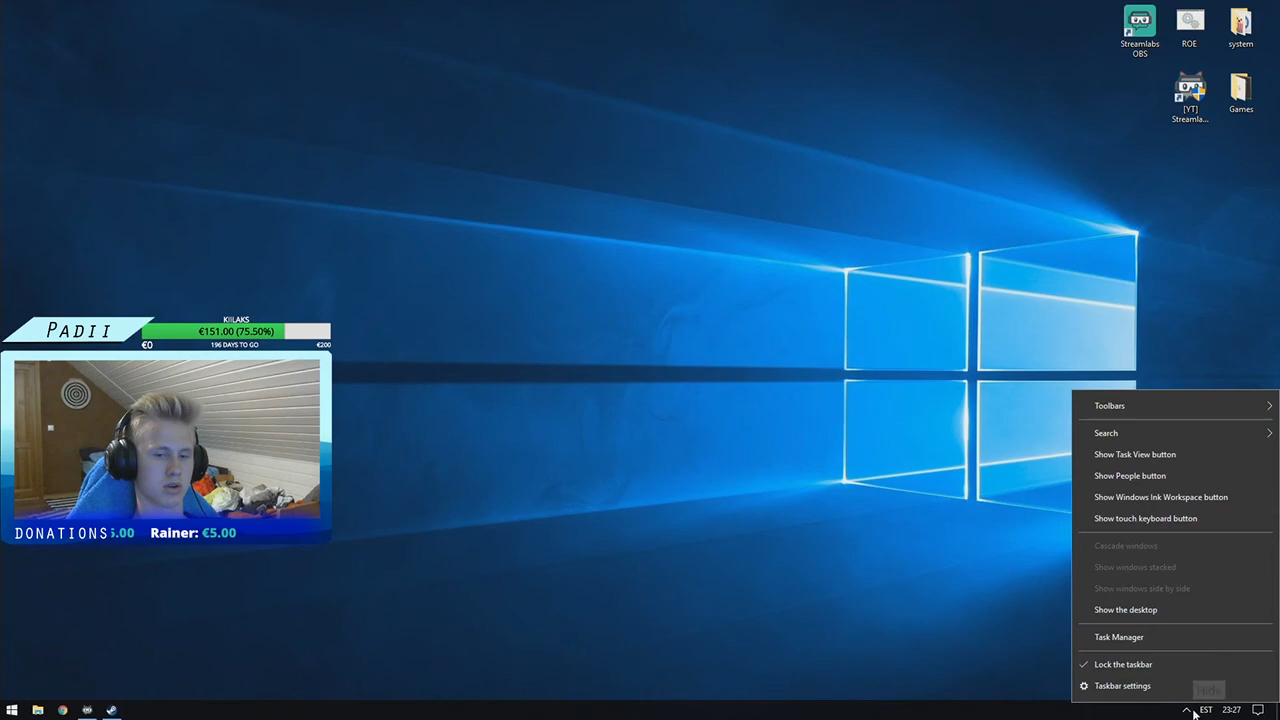 Streamlabs
OBS
ROE
system
[YT]
Streamla...
Games
PADII
KIILAKS
€151.00 (75.50%)
€0
196 DAYS TO GO
€200
DONATIONS
5.00 Rainer: €5.00
Toolbars
Search
Show Task View button
Show People button
Show Windows Ink Workspace button
Show touch keyboard button
Cascade windows
Show windows stacked
Show windows side by side
Show the desktop
Task Manager
Lock the taskbar
Taskbar settings
Hide
EST
23:27